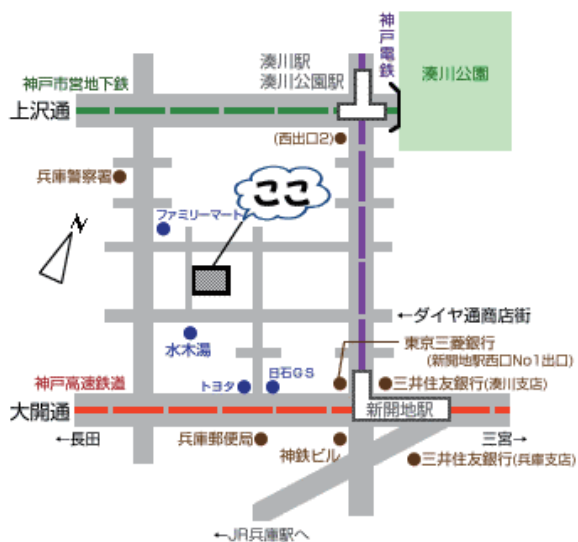 神戸電鉄
湊川駅
湊川公園駅
湊川公園
神戸市営地下鉄
上沢通
(西出口2)
兵庫警察署
ここ
ファミリーマート
N
←ダイヤ通商店街
水木湯
東京三菱銀行
(新開地駅西口No1出口)
神戸高速鉄道
トヨタ
日石GS
三井住友銀行(湊川支店)
大開通
新開地駅
←長田
兵庫郵便局
神鉄ビル
三宮→
三井住友銀行(兵庫支店)
←JR兵庫駅へ